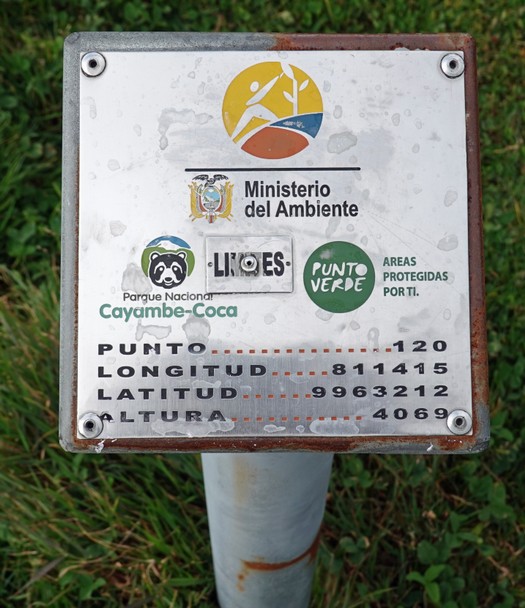 Ministerio
del Ambiente
LIMITES
Parque Nacional
Cayambe-Coca
PUNTO
VERDE
AREAS
PROTEGIDAS
POR TI.
PUNTO....................120
LONGITUD......811415
LATITUD.......9963212
ALTURA..............4069